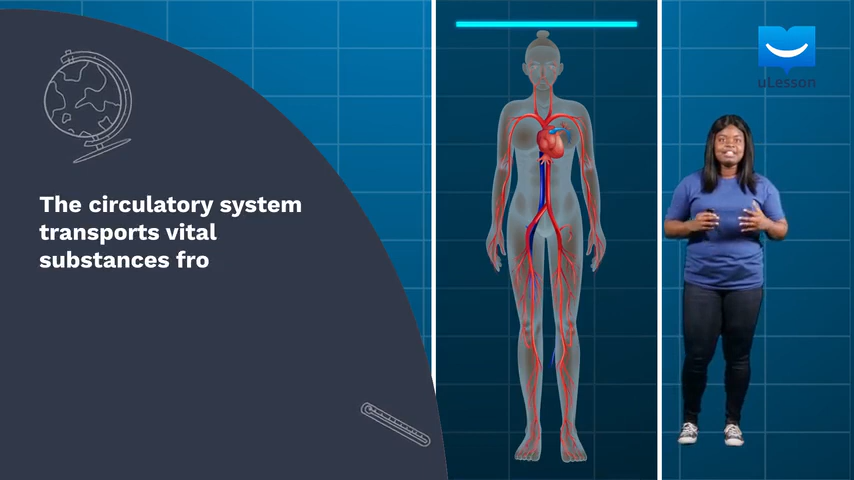 The circulatory system
transports vital
substances fro
uLesson